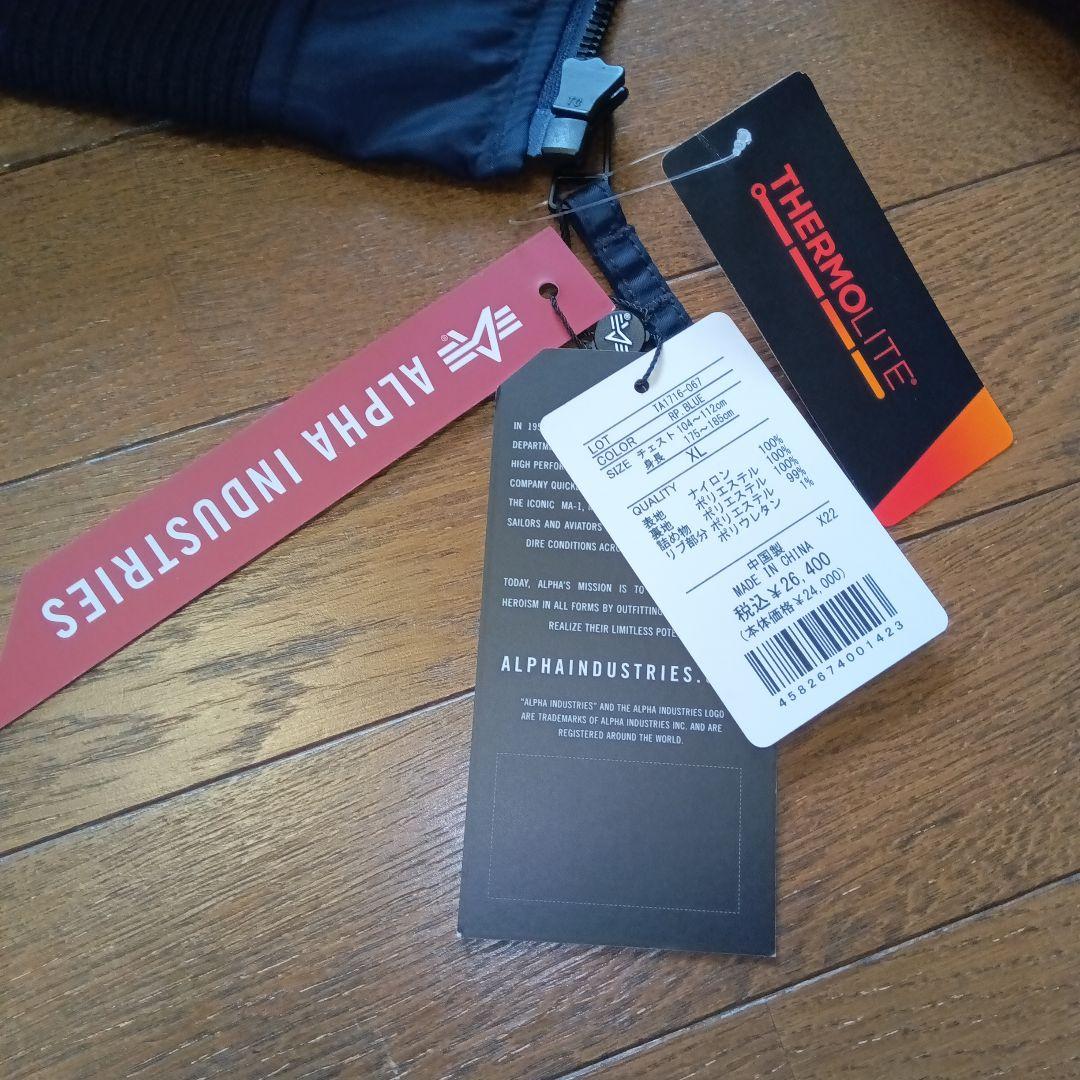 ALPHA INDUSTRIES
THERMOLITE®
IN 195
DEPARTM
HIGH PERFOR
COMPANY QUICK
THE ICONIC MA-1,
SAILORS AND AVIATORS
DIRE CONDITIONS ACRO
TODAY, ALPHA'S MISSION IS TO
HEROISM IN ALL FORMS BY OUTFITTING
REALIZE THEIR LIMITLESS POTE
ALPHAINDUSTRIES.
"ALPHA INDUSTRIES" AND THE ALPHA INDUSTRIES LOGO
ARE TRADEMARKS OF ALPHA INDUSTRIES INC. AND ARE
REGISTERED AROUND THE WORLD.
LOT TA1716-067
COLOR RP.BLUE
SIZE チェスト 104~112cm
身長 175~185cm
XL
QUALITY
表地 ナイロン 100%
裏地 ポリエステル 100%
詰め物 ポリエステル 100%
リブ部分 ポリエステル 99%
ポリウレタン 1%
X22
中国製
MADE IN CHINA
税込¥26,400
(本体価格¥24,000)
4582674001423